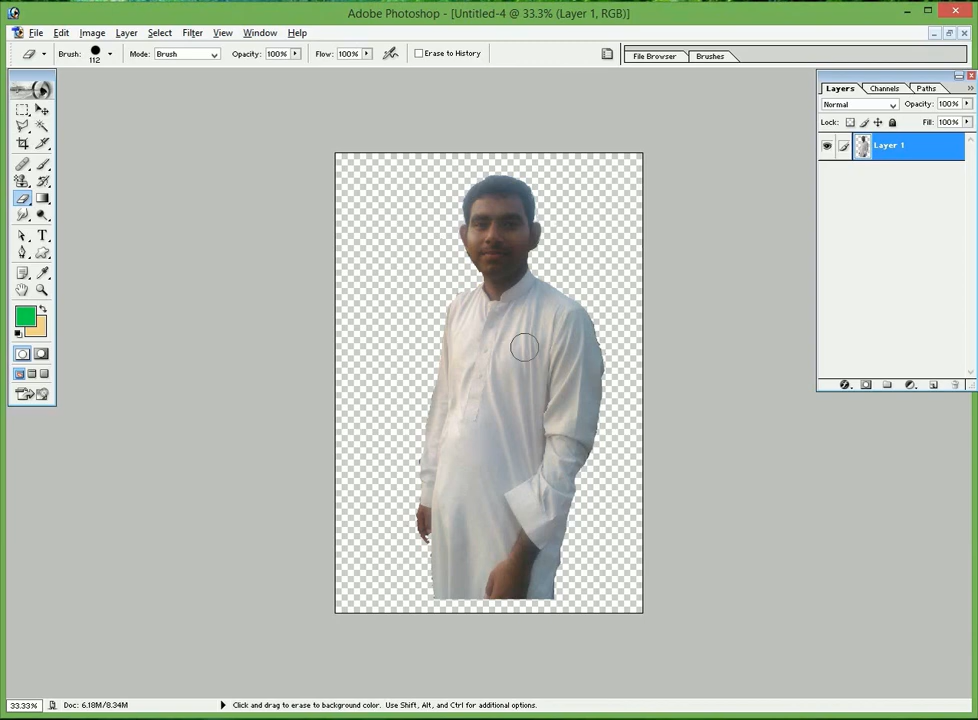 Adobe Photoshop - [Untitled-4 @ 33.3% (Layer 1, RGB)]
File Edit Image Layer Select Filter View Window Help
Brush: 112 Mode: Brush Opacity: 100% Flow: 100% Erase to History File Browser Brushes
Layers Channels Paths
Normal Opacity: 100%
Lock: Fill: 100%
Layer 1
T
33.33% Doc: 6.18M/8.34M Click and drag to erase to background color. Use Shift, Alt, and Ctrl for additional options.